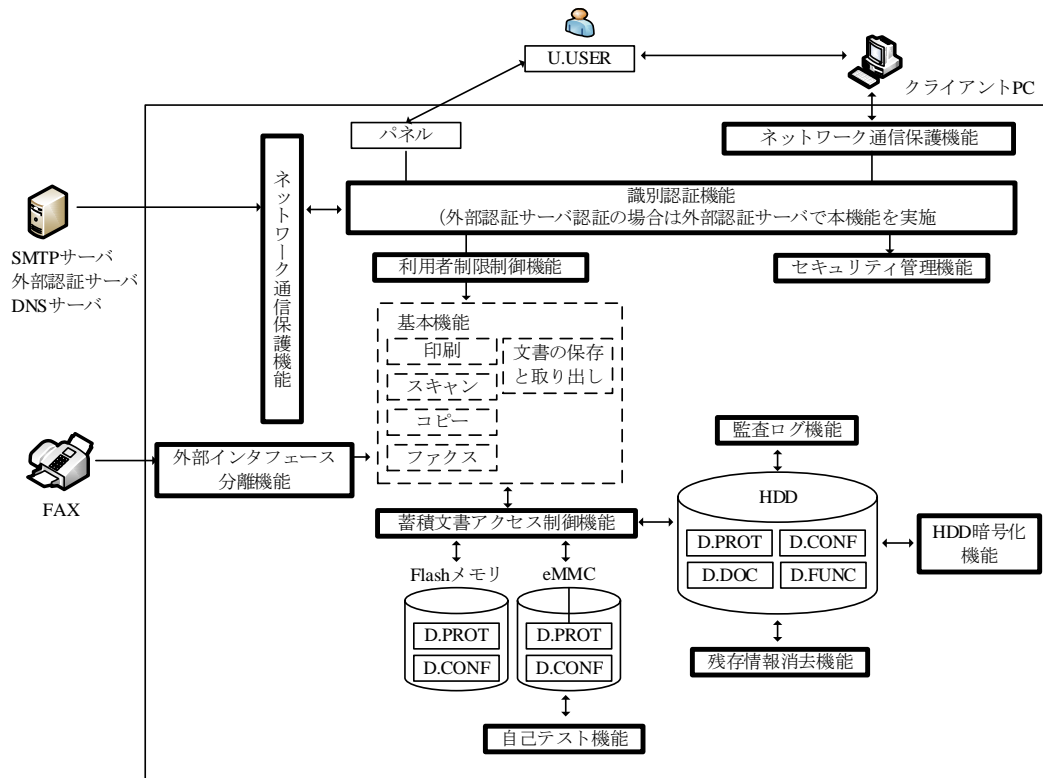 U.USER
クライアントPC
パネル
ネットワーク通信保護機能
ネットワーク通信保護機能
識別認証機能
(外部認証サーバ認証の場合は外部認証サーバで本機能を実施
SMTPサーバ
外部認証サーバ
DNSサーバ
利用者制限制御機能
セキュリティ管理機能
基本機能
印刷
文書の保存
と取り出し
スキャン
コピー
ファクス
監査ログ機能
外部インタフェース
分離機能
FAX
HDD
蓄積文書アクセス制御機能
D.PROT
D.CONF
D.DOC
D.FUNC
HDD暗号化
機能
Flashメモリ
eMMC
D.PROT
D.CONF
D.PROT
D.CONF
残存情報消去機能
自己テスト機能